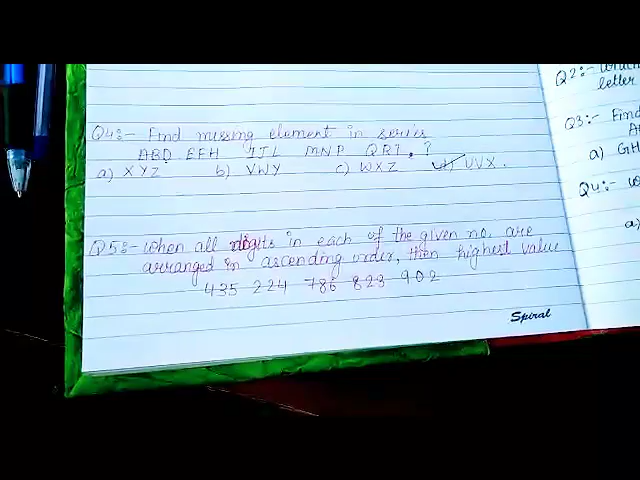 Q4:- Find missing element in series
ABD EFH IJL MNP QRT, ?
a) XYZ b) VWY c) WXZ d) UVX.
Q5:- When all digits in each of the given no. are
arranged in ascending order, then highest value
435 224 786 823 902
Spiral
Q2:- Which
letter
Q3:- Find
a) GH
Q4:-
a)